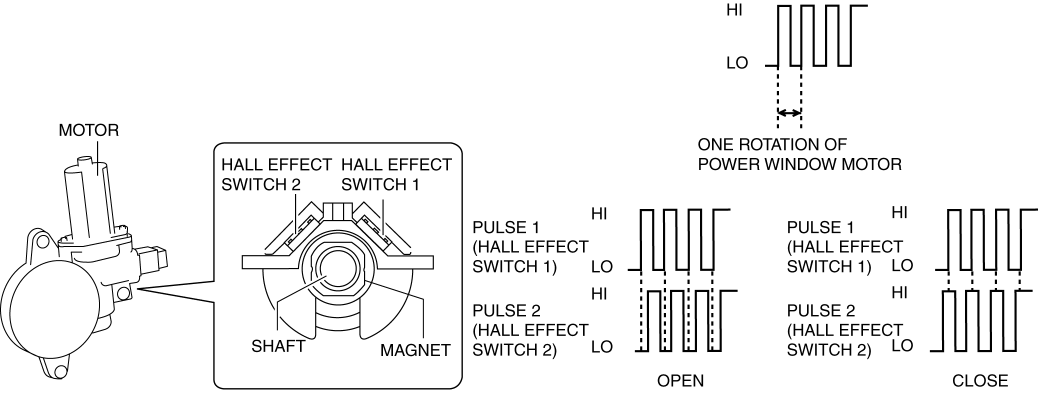 HI
LO
ONE ROTATION OF
POWER WINDOW MOTOR
MOTOR
HALL EFFECT
SWITCH 2
HALL EFFECT
SWITCH 1
SHAFT
MAGNET
PULSE 1
(HALL EFFECT
SWITCH 1)
HI
LO
PULSE 2
(HALL EFFECT
SWITCH 2)
HI
LO
OPEN
PULSE 1
(HALL EFFECT
SWITCH 1)
HI
LO
PULSE 2
(HALL EFFECT
SWITCH 2)
HI
LO
CLOSE